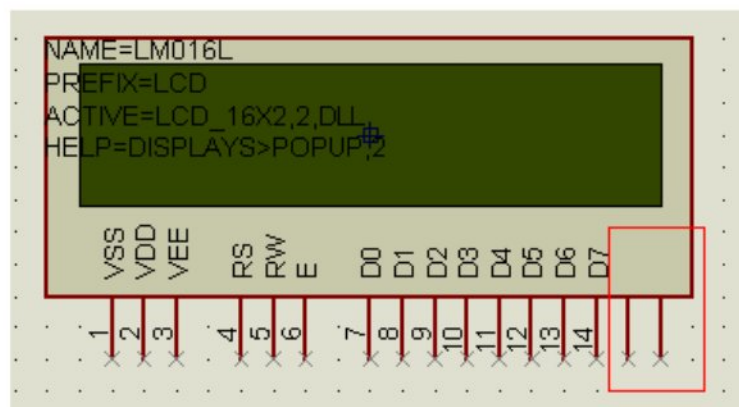 NAME=LM016L
PREFIX=LCD
ACTIVE=LCD_16X2,2,DLL,
HELP=DISPLAYS>POPUP,2
VSS VDD VEE RS RW E D0 D1 D2 D3 D4 D5 D6 D7
1 2 3 4 5 6 7 8 9 10 11 12 13 14